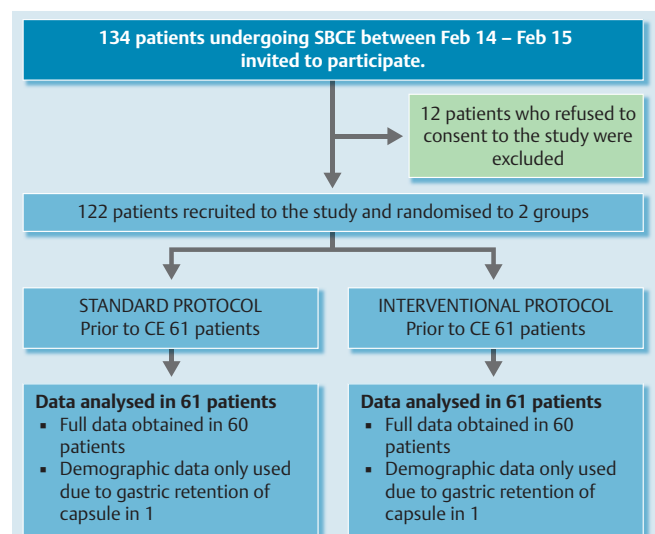 134 patients undergoing SBCE between Feb 14 – Feb 15
invited to participate.
12 patients who refused to
consent to the study were
excluded
122 patients recruited to the study and randomised to 2 groups
STANDARD PROTOCOL
Prior to CE 61 patients
INTERVENTIONAL PROTOCOL
Prior to CE 61 patients
Data analysed in 61 patients
▪ Full data obtained in 60
patients
▪ Demographic data only used
due to gastric retention of
capsule in 1
Data analysed in 61 patients
▪ Full data obtained in 60
patients
▪ Demographic data only used
due to gastric retention of
capsule in 1